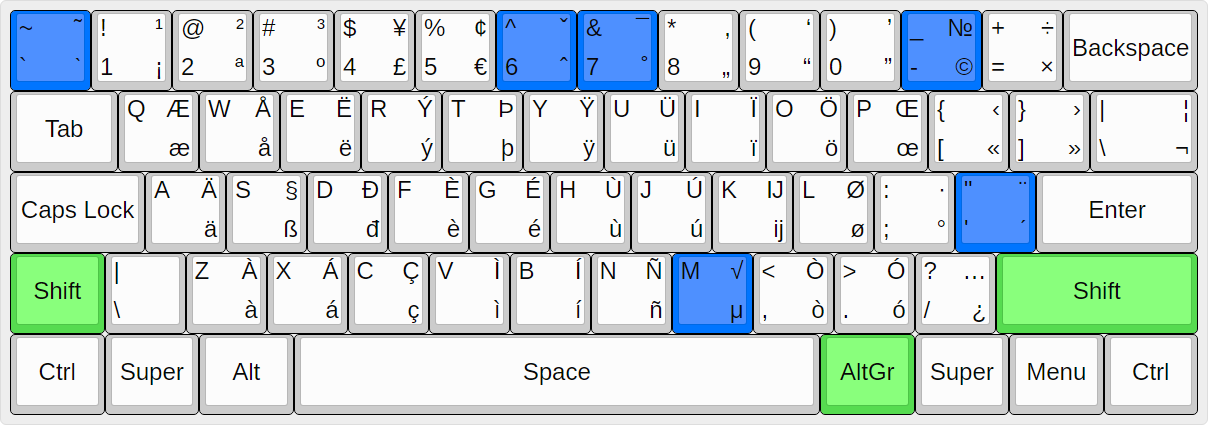 ~ ˜ ! ¹ @ ² # ³ $ ¥ % ¢ ^ ˇ & ¯ * ‚ ( ‘ ) ’ _ № + ÷ Backspace
` ` 1 ¡ 2 ª 3 º 4 £ 5 € 6 ˆ 7 ˚ 8 „ 9 “ 0 ” - © = ×
Tab Q Æ W Å E Ë R Ý T Þ Y Ÿ U Ü I Ï O Ö P Œ { ‹ } › | ¦
æ å ë ý þ ÿ ü ï ö œ [ « ] » \ ¬
Caps Lock A Ä S § D Đ F È G É H Ù J Ú K Ĳ L Ø : · " ¨ Enter
ä ß đ è é ù ú ĳ ø ; ° ' ´
Shift | Z À X Á C Ç V Ì B Í N Ñ M √ < Ò > Ó ? … Shift
\ à á ç ì í ñ µ , ò . ó / ¿
Ctrl Super Alt Space AltGr Super Menu Ctrl